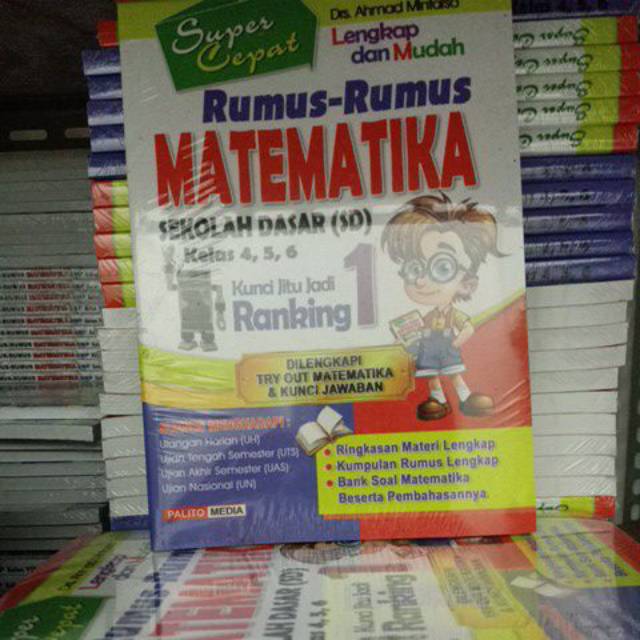 Super
Cepat
Drs. Ahmad
Lengkap
dan Mudah
Rumus-Rumus
MATEMATIKA
SEKOLAH DASAR (SD)
Kelas 4, 5, 6
Kunci Jitu Jadi
Ranking 1
DILENGKAPI
TRY OUT MATEMATIKA
& KUNCI JAWABAN
Ulangan Harian (UH)
Ujian Tengah Semester (UTS)
Ujian Akhir Semester (UAS)
Ujian Nasional (UN)
• Ringkasan Materi Lengkap
• Kumpulan Rumus Lengkap
• Bank Soal Matematika
Beserta Pembahasannya
PALITO MEDIA